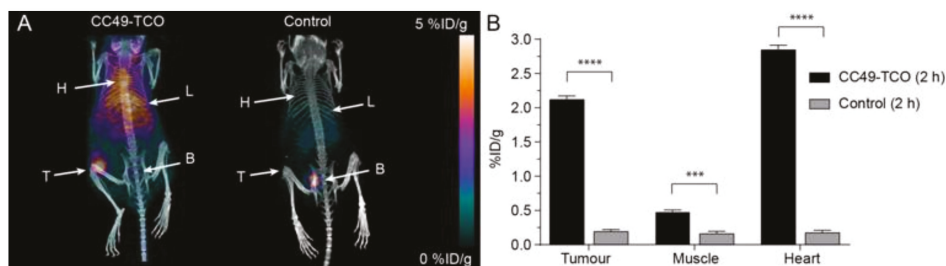 A
CC49-TCO
Control
5 %ID/g
H
L
T
B
H
L
T
B
0 %ID/g
B
%ID/g
3.0
2.5
2.0
1.5
1.0
0.5
0.0
****
***
****
CC49-TCO (2 h)
Control (2 h)
Tumour
Muscle
Heart